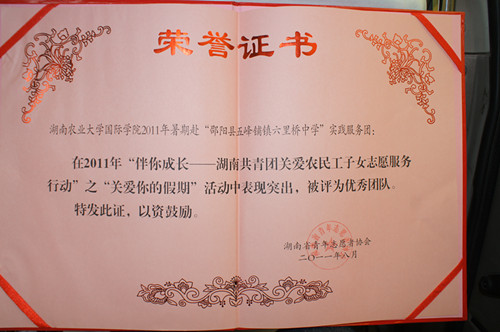 荣誉证书
湖南农业大学国际学院2011年暑期赴“邵阳县五峰铺镇六里桥中学”实践服务团：
在2011年“伴你成长——湖南共青团关爱农民工子女志愿服务
行动”之“关爱你的假期”活动中表现突出，被评为优秀团队。
特发此证，以资鼓励。
湖南省青年志愿者协会
二〇一一年八月